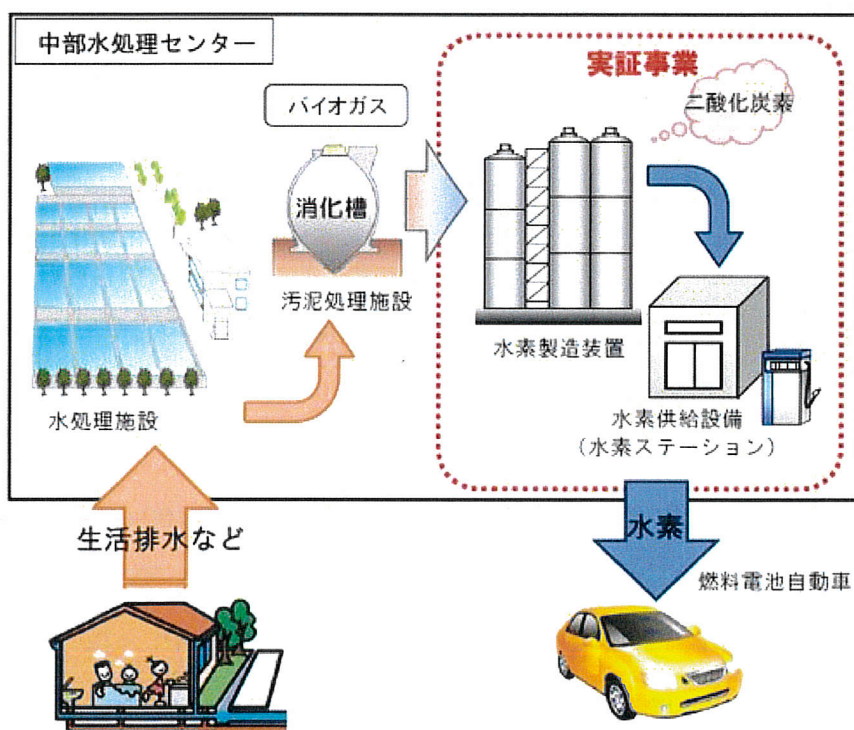 中部水処理センター
実証事業
二酸化炭素
バイオガス
消化槽
汚泥処理施設
水素製造装置
水処理施設
水素供給設備
（水素ステーション）
生活排水など
水素
燃料電池自動車